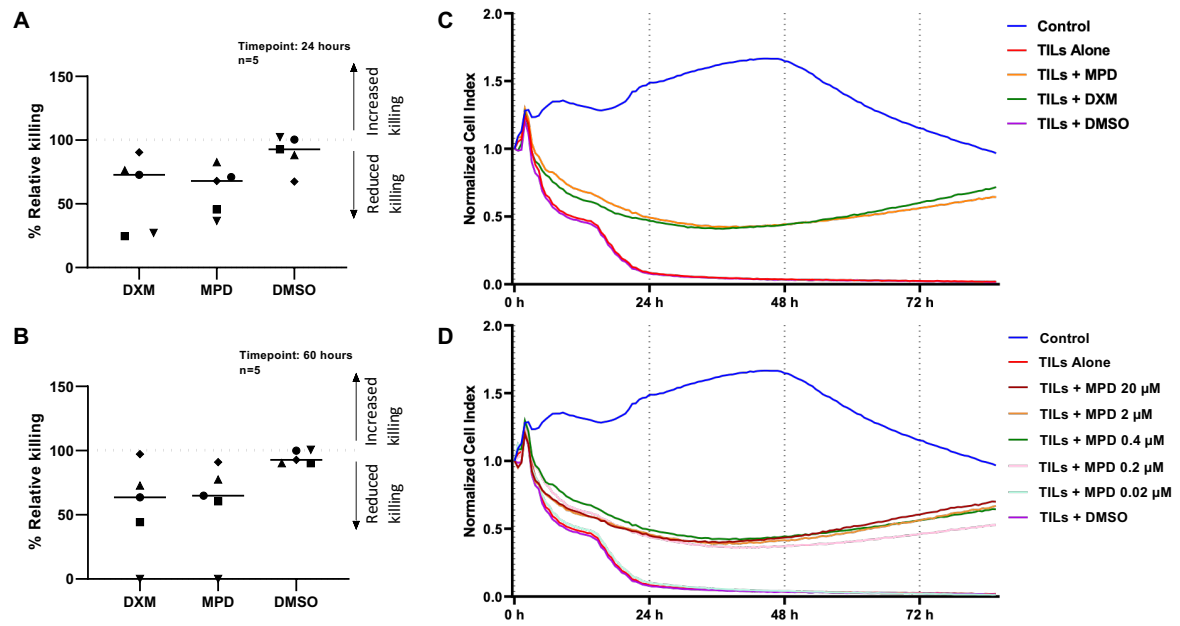 A
Timepoint: 24 hours
n=5
% Relative killing
150
100
50
0
DXM
MPD
DMSO
Increased
killing
Reduced
killing
B
Timepoint: 60 hours
n=5
% Relative killing
150
100
50
0
DXM
MPD
DMSO
Increased
killing
Reduced
killing
C
Normalized Cell Index
2.0
1.5
1.0
0.5
0.0
0 h
24 h
48 h
72 h
Control
TILs Alone
TILs + MPD
TILs + DXM
TILs + DMSO
D
Normalized Cell Index
2.0
1.5
1.0
0.5
0.0
0 h
24 h
48 h
72 h
Control
TILs Alone
TILs + MPD 20 µM
TILs + MPD 2 µM
TILs + MPD 0.4 µM
TILs + MPD 0.2 µM
TILs + MPD 0.02 µM
TILs + DMSO